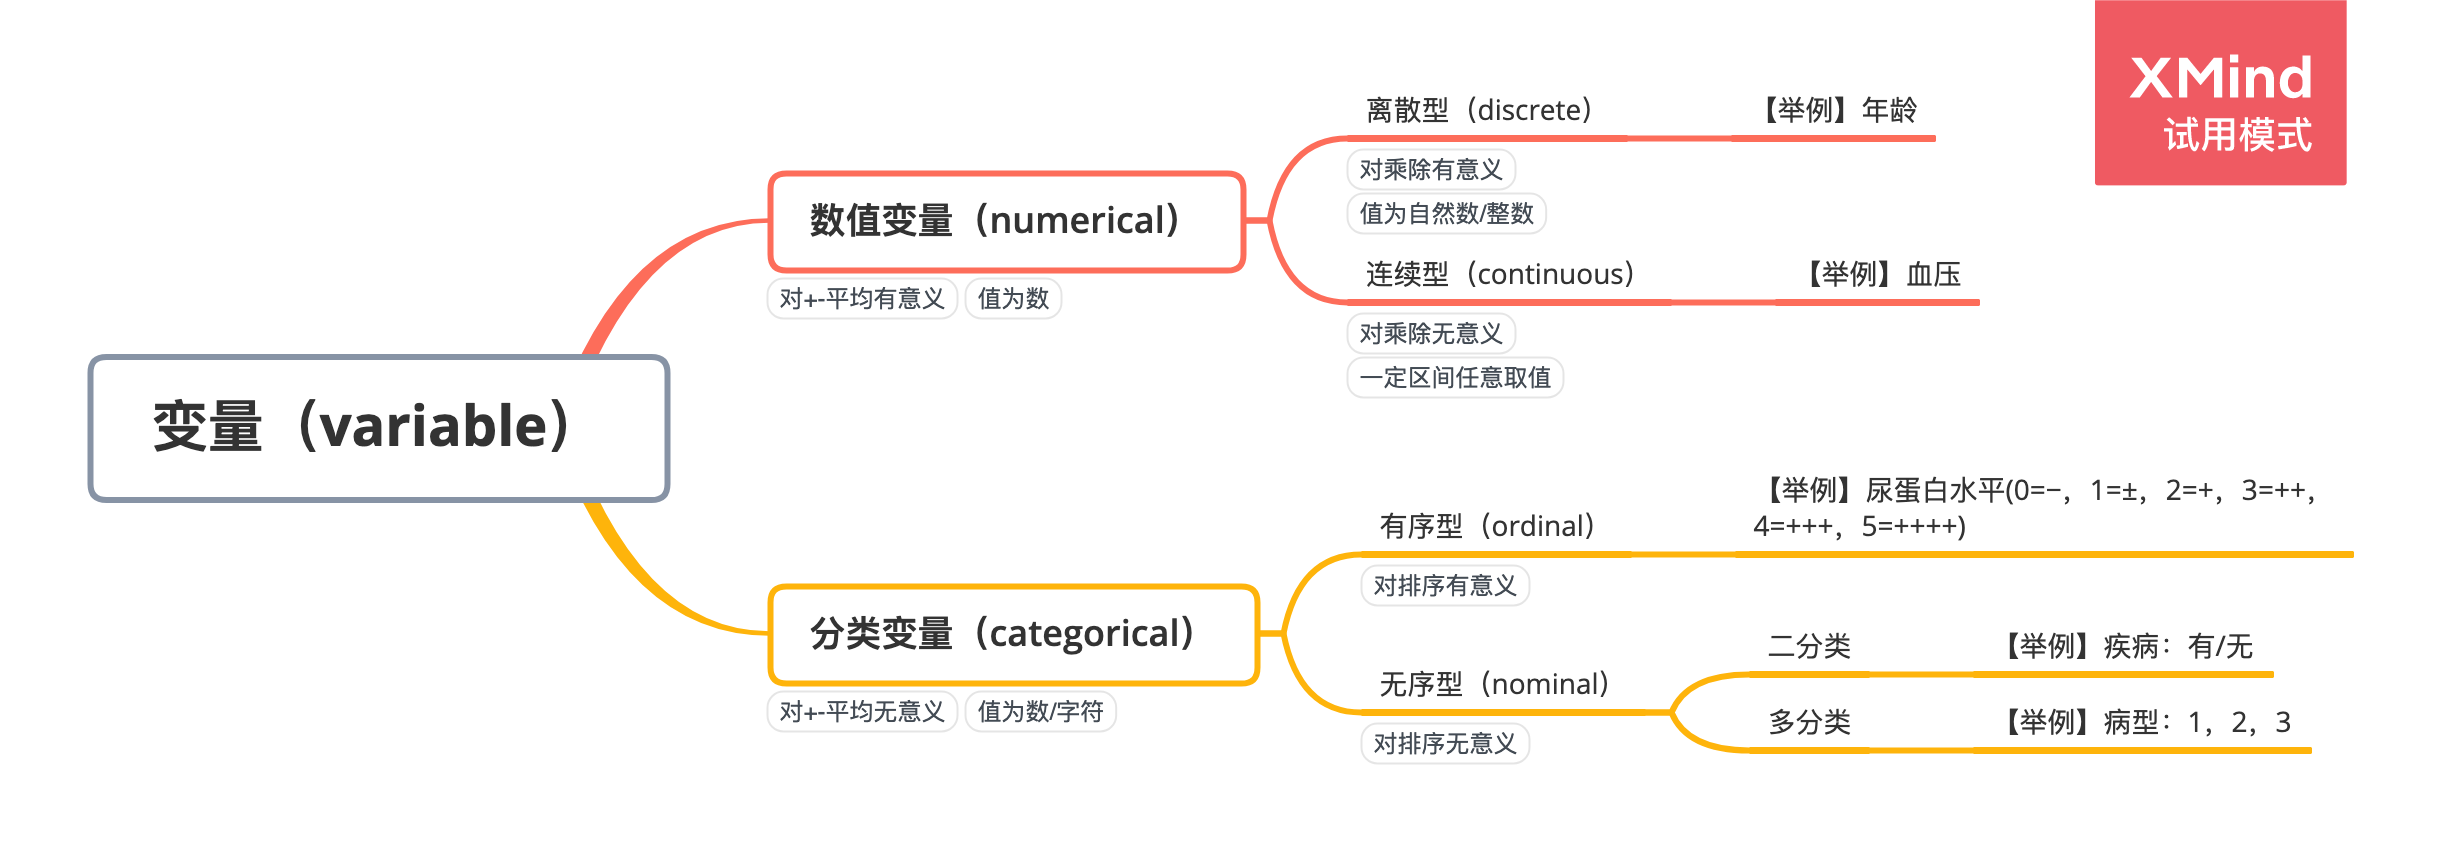 XMind
试用模式
变量（variable）
数值变量（numerical）
对+-平均有意义 值为数
离散型（discrete） 【举例】年龄
对乘除有意义
值为自然数/整数
连续型（continuous） 【举例】血压
对乘除无意义
一定区间任意取值
分类变量（categorical）
对+-平均无意义 值为数/字符
有序型（ordinal）
【举例】尿蛋白水平(0=−，1=±，2=+，3=++，
4=+++，5=++++)
对排序有意义
无序型（nominal）
对排序无意义
二分类 【举例】疾病：有/无
多分类 【举例】病型：1，2，3